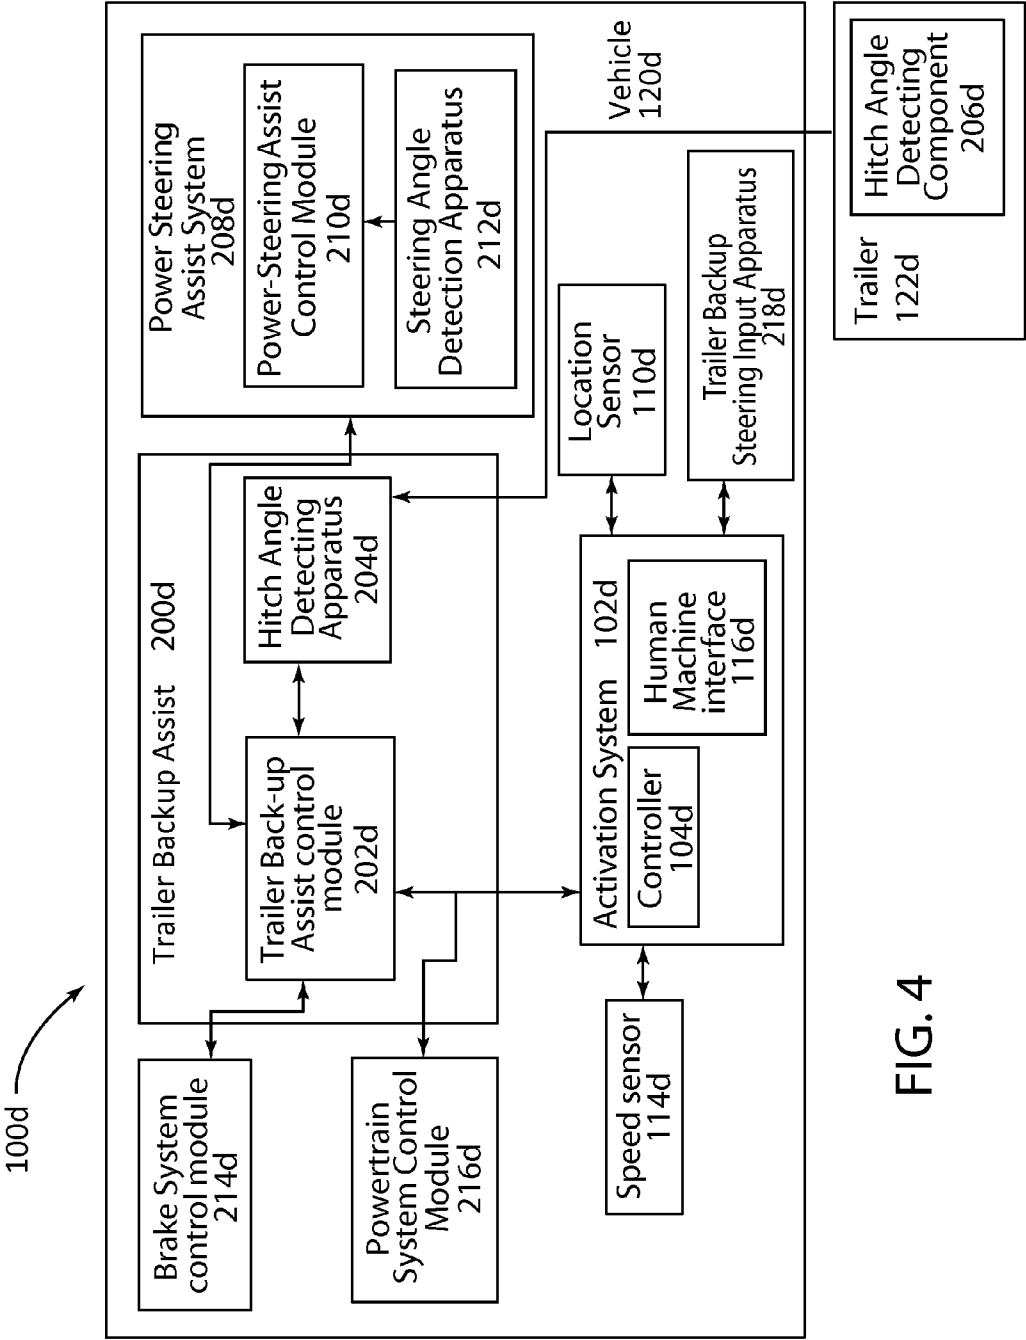 100d
Brake System
control module
214d
Powertrain
System Control
Module
216d
Speed sensor
114d
Trailer Backup Assist 200d
Trailer Back-up
Assist control
module
202d
Hitch Angle
Detecting
Apparatus
204d
Activation System 102d
Controller
104d
Human
Machine
interface
116d
Power Steering
Assist System
208d
Power-Steering Assist
Control Module
210d
Steering Angle
Detection Apparatus
212d
Location
Sensor
110d
Trailer Backup
Steering Input Apparatus
218d
Vehicle
120d
Trailer
122d
Hitch Angle
Detecting
Component
206d
FIG. 4